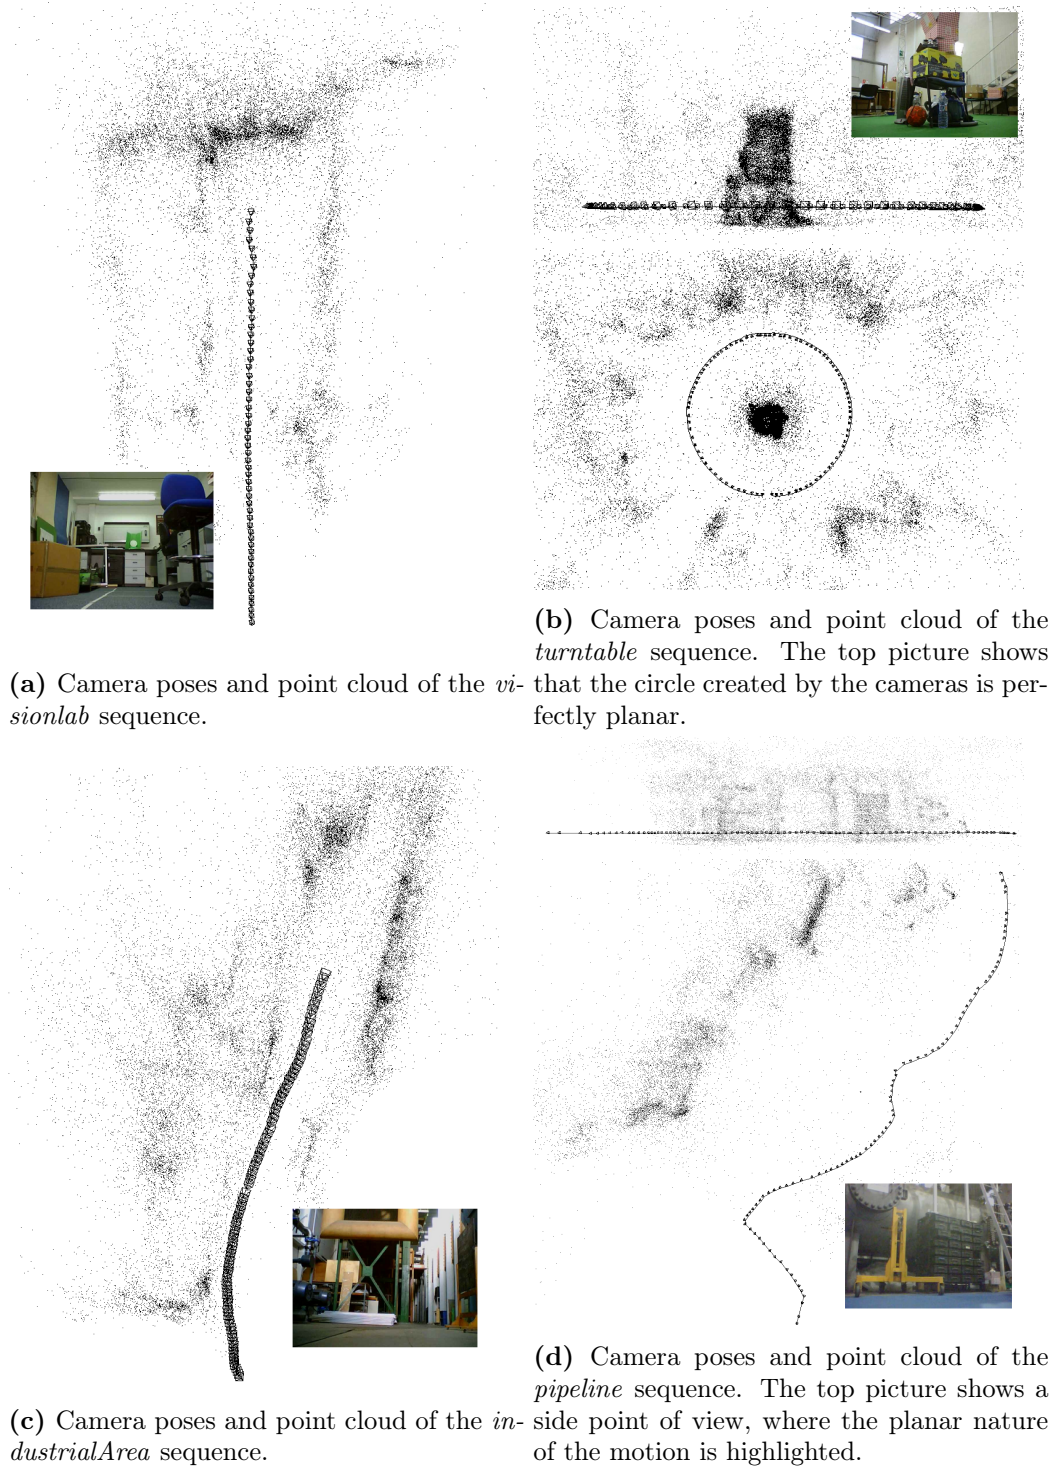 (a) Camera poses and point cloud of the vi-
sionlab sequence.
(b) Camera poses and point cloud of the
turntable sequence. The top picture shows
that the circle created by the cameras is per-
fectly planar.
(c) Camera poses and point cloud of the in-
dustrialArea sequence.
(d) Camera poses and point cloud of the
pipeline sequence. The top picture shows a
side point of view, where the planar nature
of the motion is highlighted.